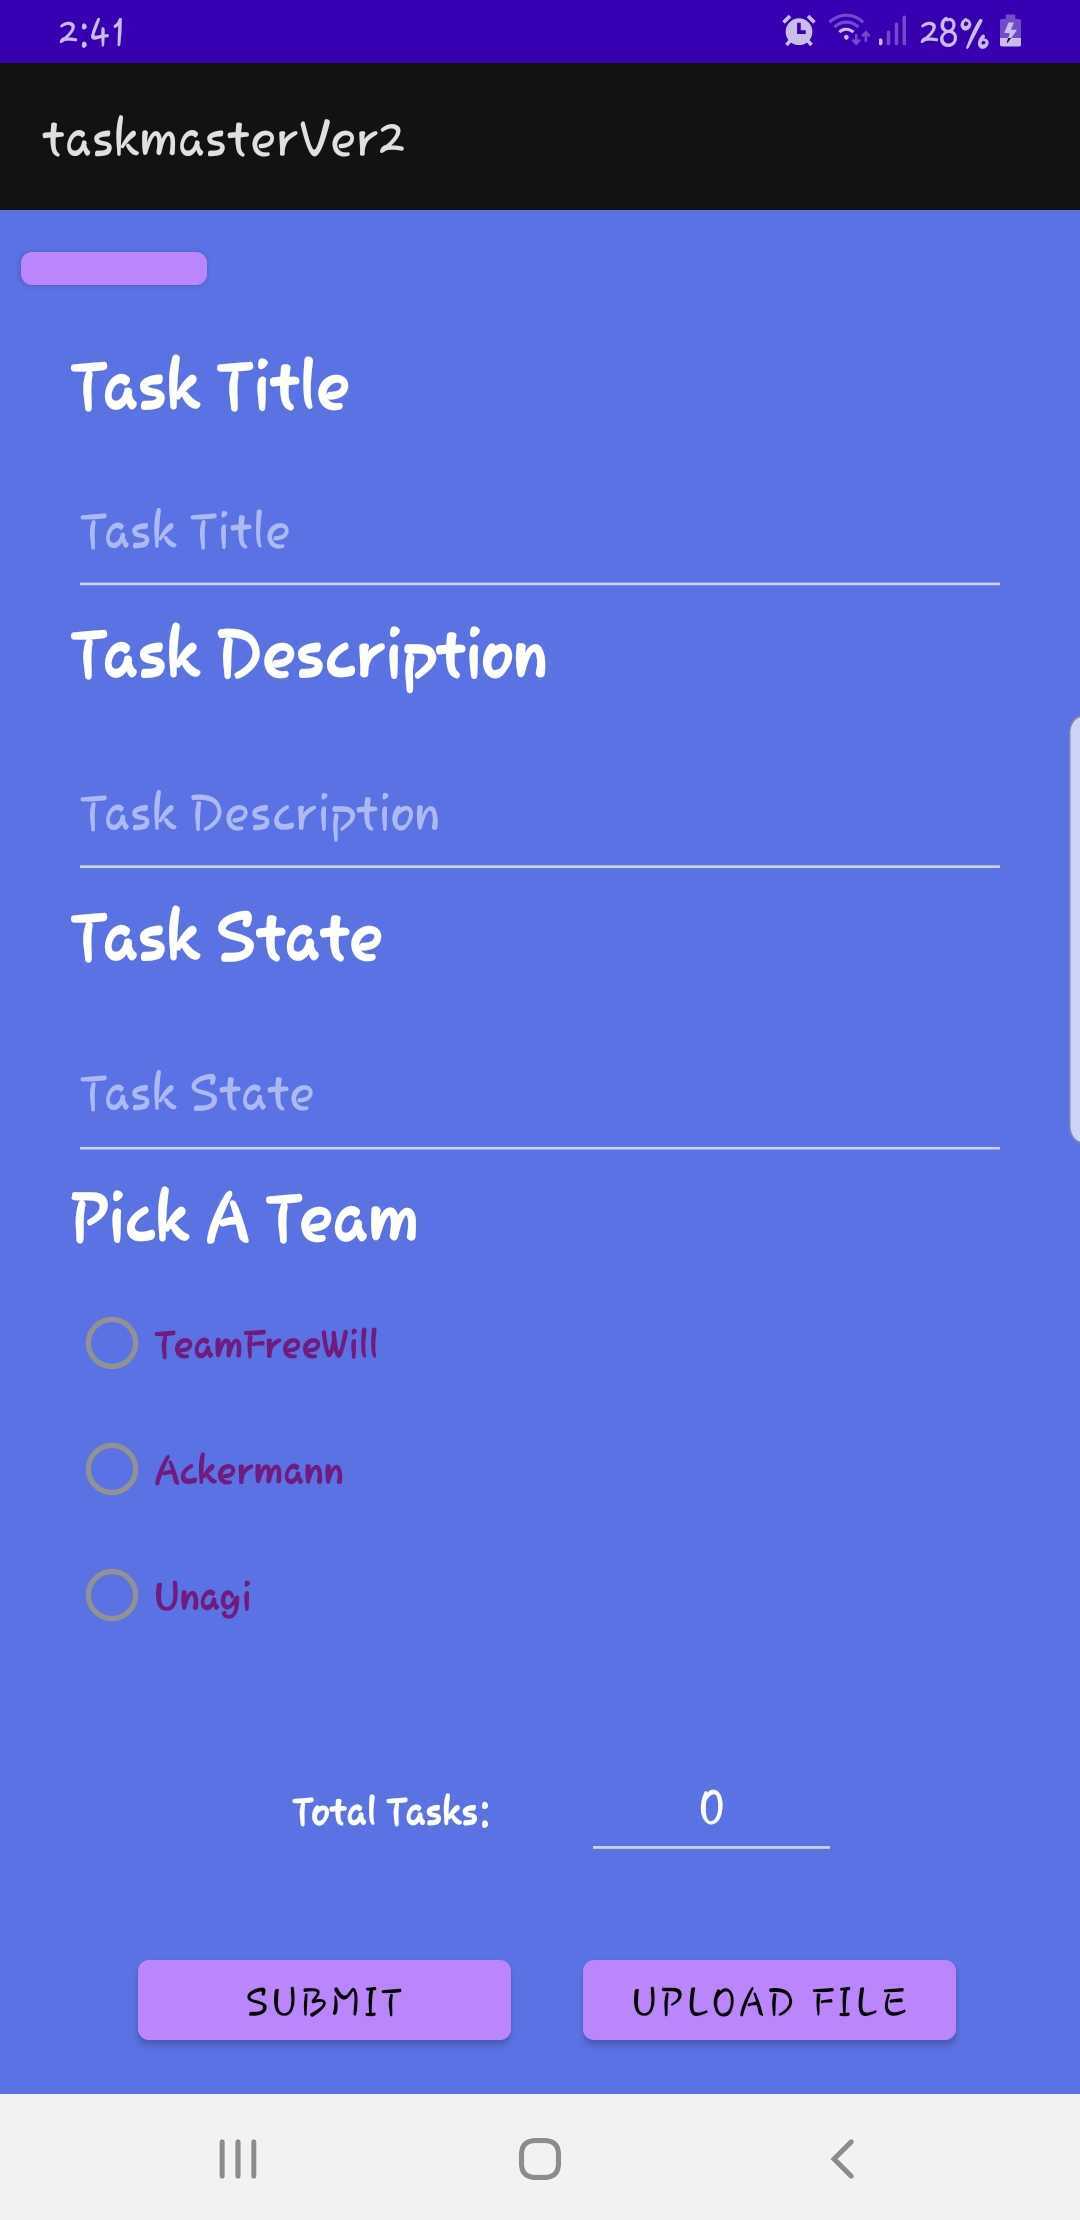 2:41 28%
taskmasterVer2
Task Title
Task Title
Task Description
Task Description
Task State
Task State
Pick A Team
TeamFreeWill
Ackermann
Unagi
Total Tasks: 0
SUBMIT UPLOAD FILE